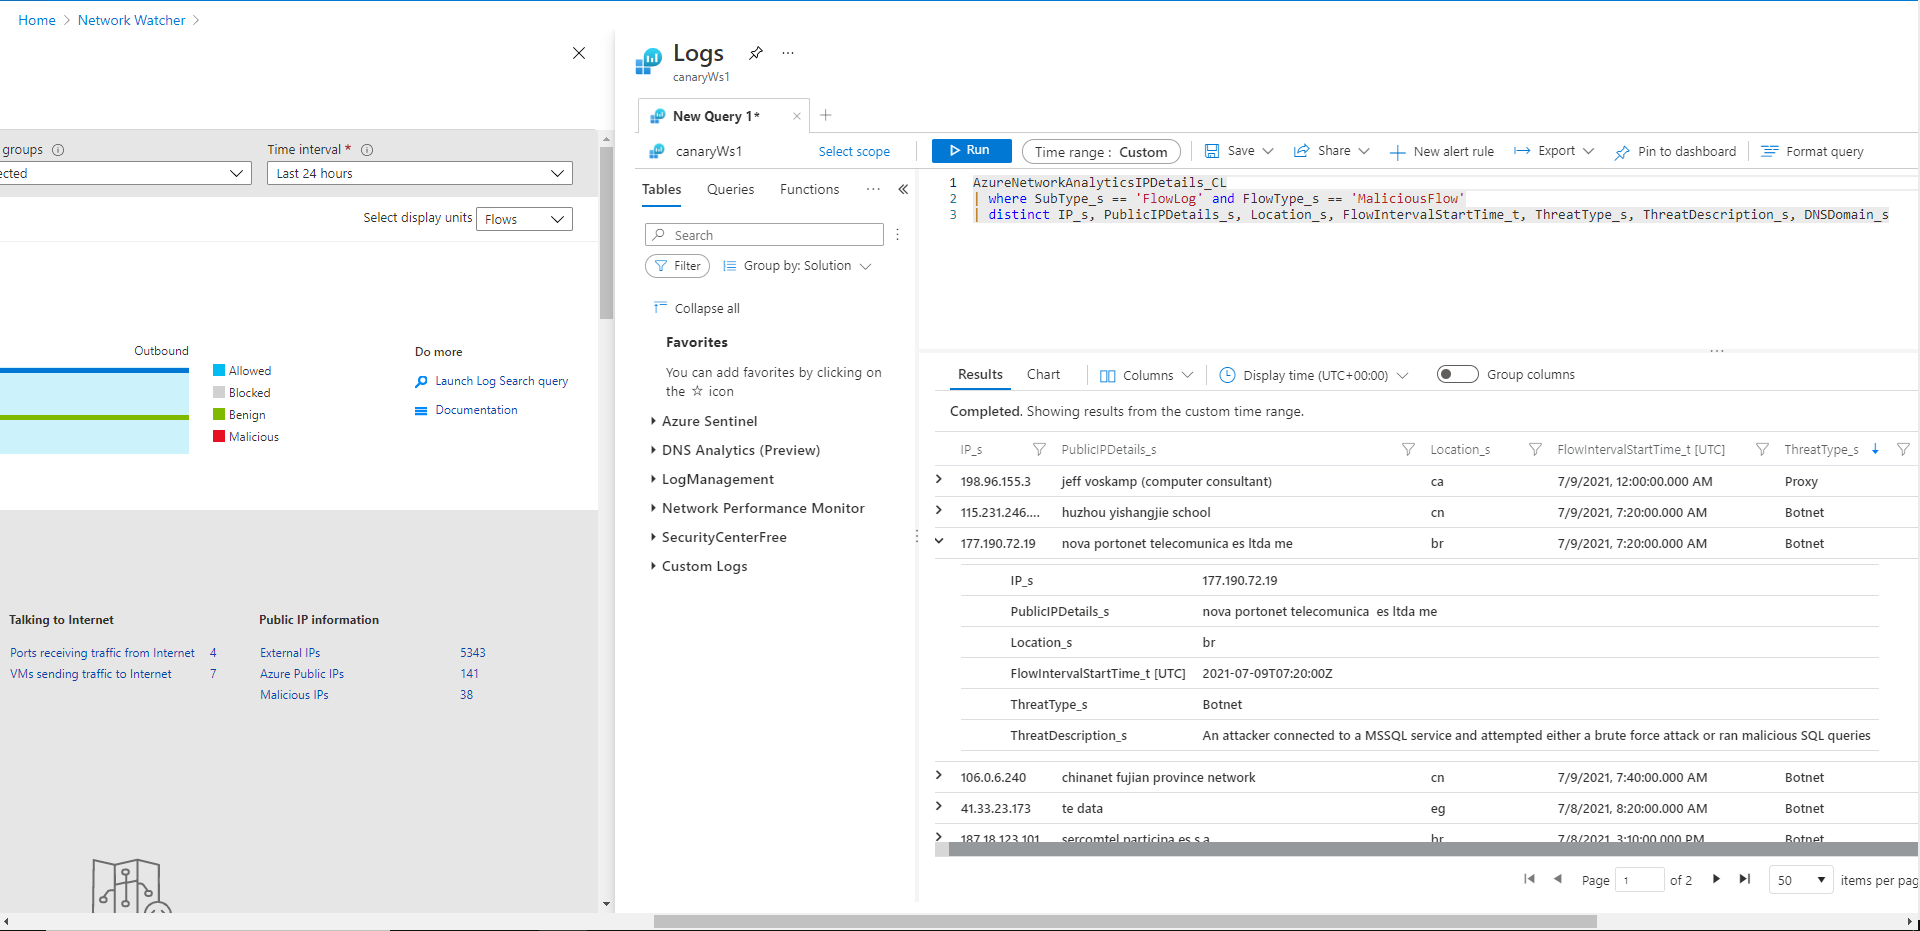 Home > Network Watcher >
groups
ected
Time interval *
Last 24 hours
Select display units
Flows
Outbound
Allowed
Blocked
Benign
Malicious
Do more
Launch Log Search query
Documentation
Talking to Internet
Ports receiving traffic from Internet 4
VMs sending traffic to Internet 7
Public IP information
External IPs 5343
Azure Public IPs 141
Malicious IPs 38
Logs
canaryWs1
New Query 1*
canaryWs1
Select scope
Run
Time range : Custom
Save
Share
New alert rule
Export
Pin to dashboard
Format query
Tables Queries Functions
Search
Filter
Group by: Solution
Collapse all
Favorites
You can add favorites by clicking on
the ☆ icon
Azure Sentinel
DNS Analytics (Preview)
LogManagement
Network Performance Monitor
SecurityCenterFree
Custom Logs
1 AzureNetworkAnalyticsIPDetails_CL
2 | where SubType_s == 'FlowLog' and FlowType_s == 'MaliciousFlow'
3 | distinct IP_s, PublicIPDetails_s, Location_s, FlowIntervalStartTime_t, ThreatType_s, ThreatDescription_s, DNSDomain_s
Results Chart Columns Display time (UTC+00:00) Group columns
Completed. Showing results from the custom time range.
IP_s PublicIPDetails_s Location_s FlowIntervalStartTime_t [UTC] ThreatType_s
198.96.155.3 jeff voskamp (computer consultant) ca 7/9/2021, 12:00:00.000 AM Proxy
115.231.246.... huzhou yishangjie school cn 7/9/2021, 7:20:00.000 AM Botnet
177.190.72.19 nova portonet telecomunica es ltda me br 7/9/2021, 7:20:00.000 AM Botnet
IP_s 177.190.72.19
PublicIPDetails_s nova portonet telecomunica es ltda me
Location_s br
FlowIntervalStartTime_t [UTC] 2021-07-09T07:20:00Z
ThreatType_s Botnet
ThreatDescription_s An attacker connected to a MSSQL service and attempted either a brute force attack or ran malicious SQL queries
106.0.6.240 chinanet fujian province network cn 7/9/2021, 7:40:00.000 AM Botnet
41.33.23.173 te data eg 7/8/2021, 8:20:00.000 AM Botnet
187.18.123.101 sercomtel participa es s.a br 7/8/2021, 3:10:00.000 PM Botnet
Page 1 of 2
50 items per pag